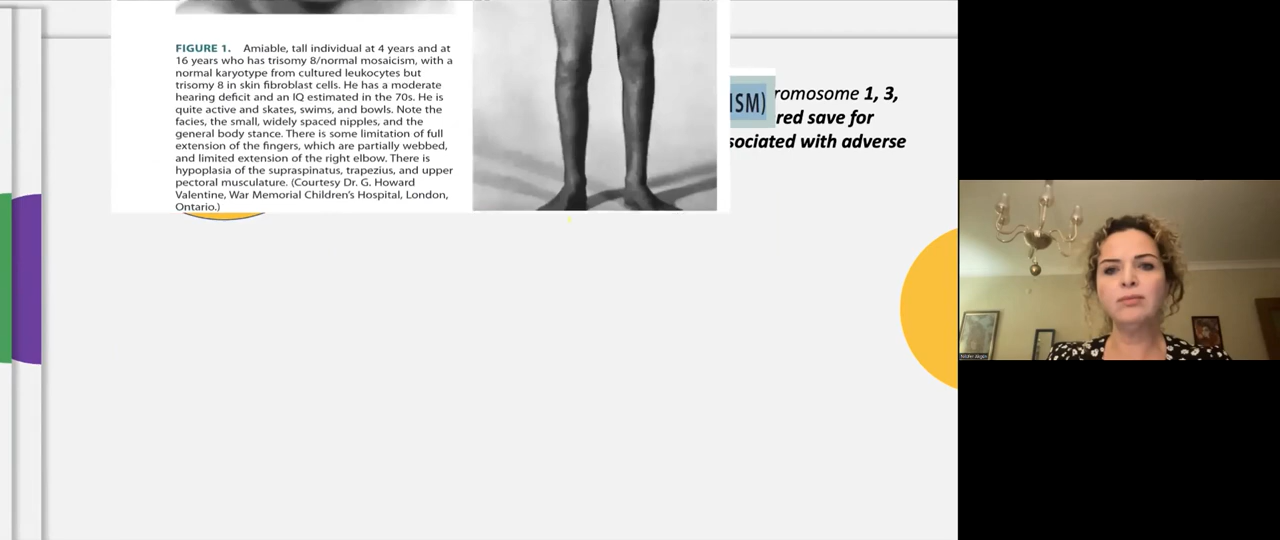 FIGURE 1. Amiable, tall individual at 4 years and at
16 years who has trisomy 8/normal mosaicism, with a
normal karyotype from cultured leukocytes but
trisomy 8 in skin fibroblast cells. He has a moderate
hearing deficit and an IQ estimated in the 70s. He is
quite active and skates, swims, and bowls. Note the
facies, the small, widely spaced nipples, and the
general body stance. There is some limitation of full
extension of the fingers, which are partially webbed,
and limited extension of the right elbow. There is
hypoplasia of the supraspinatus, trapezius, and upper
pectoral musculature. (Courtesy Dr. G. Howard
Valentine, War Memorial Children's Hospital, London,
Ontario.)
ISM)
romosome 1, 3,
red save for
sociated with adverse